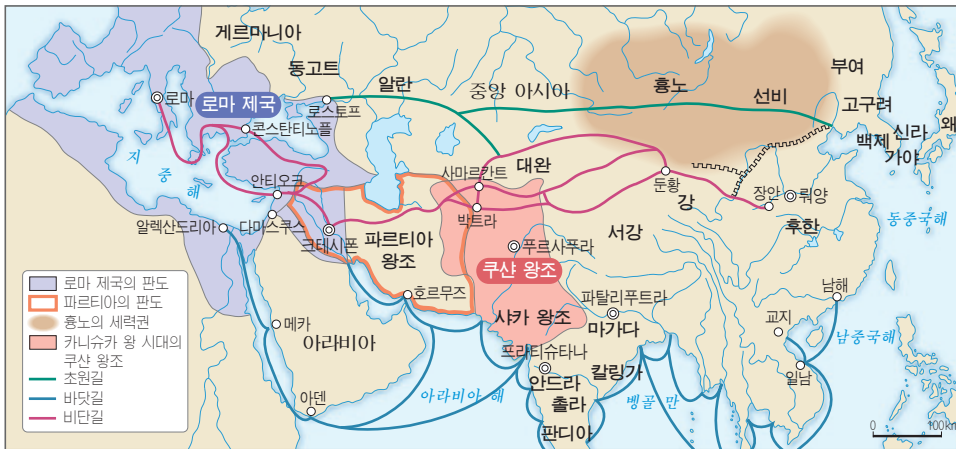 게르마니아
동고트
알란
중앙 아시아
흉노
선비
부여
고구려
백제
신라
가야
왜
로마
로마 제국
로스토프
콘스탄티노플
지중해
안티오크
사마르칸트
대완
둔황
강
장안
뤄양
후한
동중국해
알렉산드리아
다마스쿠스
크테시폰
파르티아
왕조
박트라
푸르샤푸라
서강
쿠샨 왕조
호르무즈
파탈리푸트라
사카 왕조
마가다
남해
교지
남중국해
일남
메카
아라비아
프라티슈타나
안드라
칼링가
촐라
판디아
아라비아 해
벵골 만
아덴
로마 제국의 판도
파르티아의 판도
흉노의 세력권
카니슈카 왕 시대의
쿠샨 왕조
초원길
바닷길
비단길
0 100km